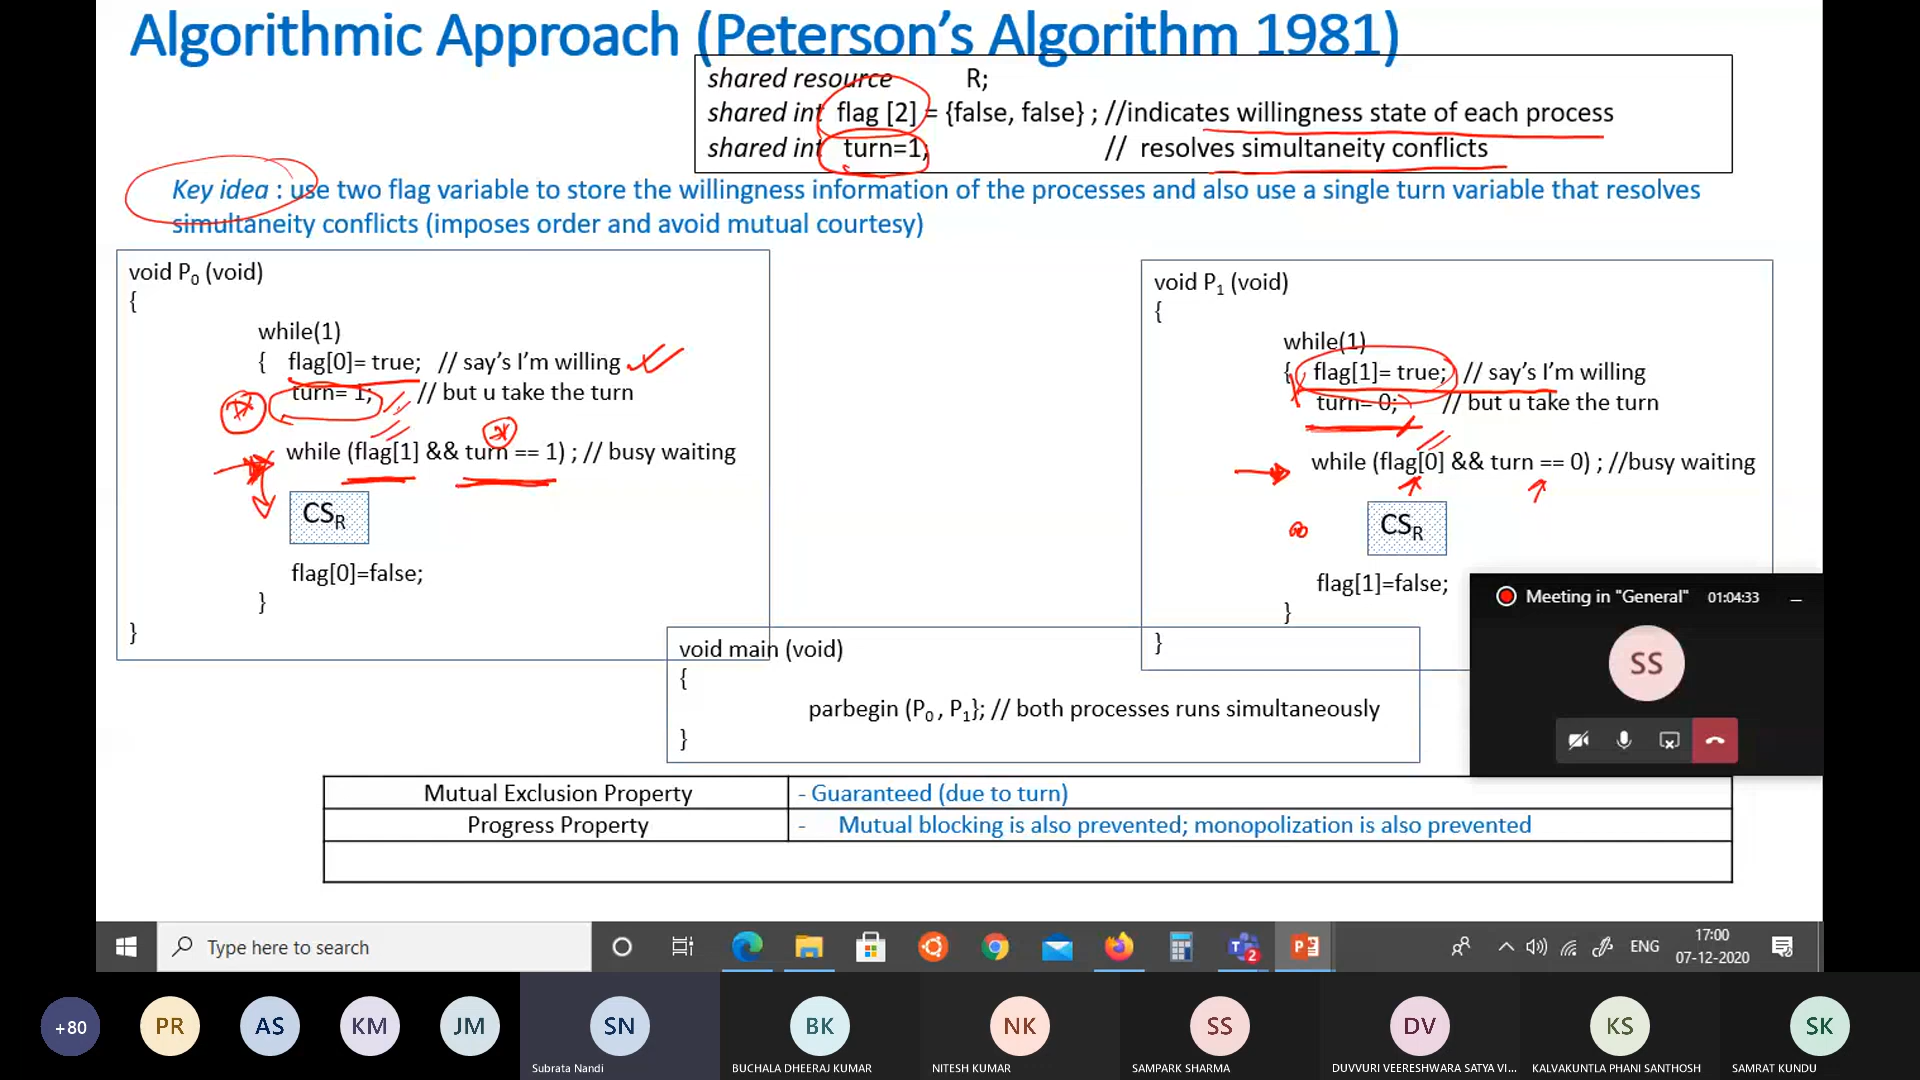 Algorithmic Approach (Peterson's Algorithm 1981)
shared resource R;
shared int flag [2] = {false, false} ; //indicates willingness state of each process
shared int turn=1; // resolves simultaneity conflicts
Key idea : use two flag variable to store the willingness information of the processes and also use a single turn variable that resolves
simultaneity conflicts (imposes order and avoid mutual courtesy)
void P0 (void)
{
while(1)
{ flag[0]= true; // say's I'm willing
turn= 1; // but u take the turn
while (flag[1] && turn == 1) ; // busy waiting
CSR
flag[0]=false;
}
}
void P1 (void)
{
while(1)
{ flag[1]= true; // say's I'm willing
turn= 0; // but u take the turn
while (flag[0] && turn == 0) ; //busy waiting
CSR
flag[1]=false;
}
}
void main (void)
{
parbegin (P0 , P1}; // both processes runs simultaneously
}
Meeting in "General" 01:04:33
SS
Mutual Exclusion Property - Guaranteed (due to turn)
Progress Property - Mutual blocking is also prevented; monopolization is also prevented
Type here to search
2
ENG
17:00
07-12-2020
+80
PR
AS
KM
JM
SN
Subrata Nandi
BK
BUCHALA DHEERAJ KUMAR
NK
NITESH KUMAR
SS
SAMPARK SHARMA
DV
DUVVURI VEERESHWARA SATYA VI...
KS
KALVAKUNTLA PHANI SANTHOSH
SK
SAMRAT KUNDU